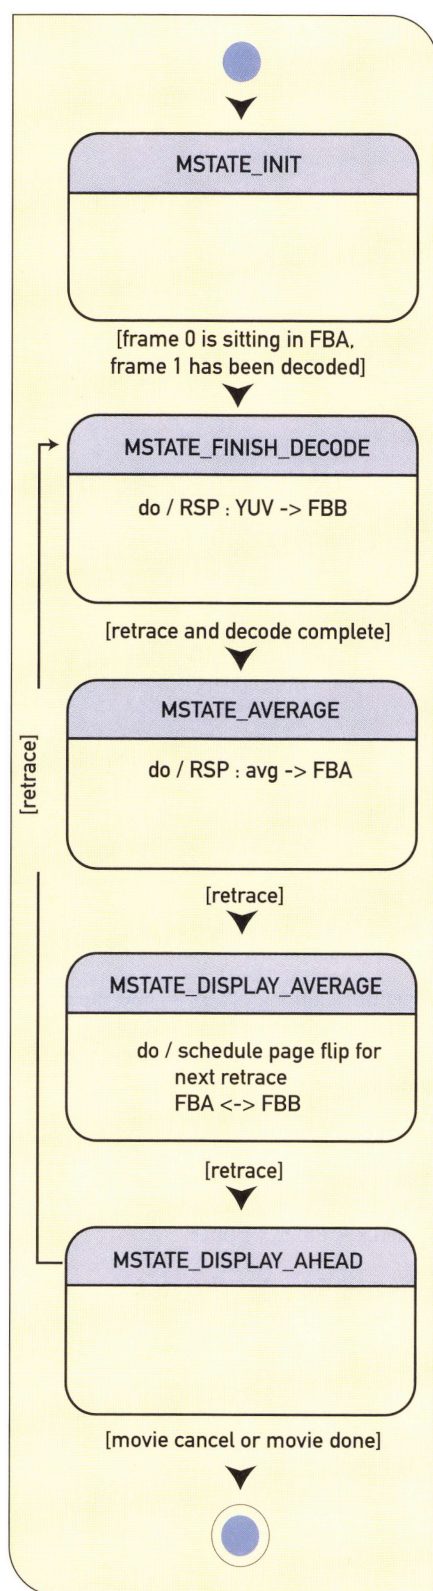 MSTATE_INIT
[frame 0 is sitting in FBA,
frame 1 has been decoded]
MSTATE_FINISH_DECODE
do / RSP : YUV -> FBB
[retrace and decode complete]
MSTATE_AVERAGE
do / RSP : avg -> FBA
[retrace]
[retrace]
MSTATE_DISPLAY_AVERAGE
do / schedule page flip for
next retrace
FBA <-> FBB
[retrace]
MSTATE_DISPLAY_AHEAD
[movie cancel or movie done]